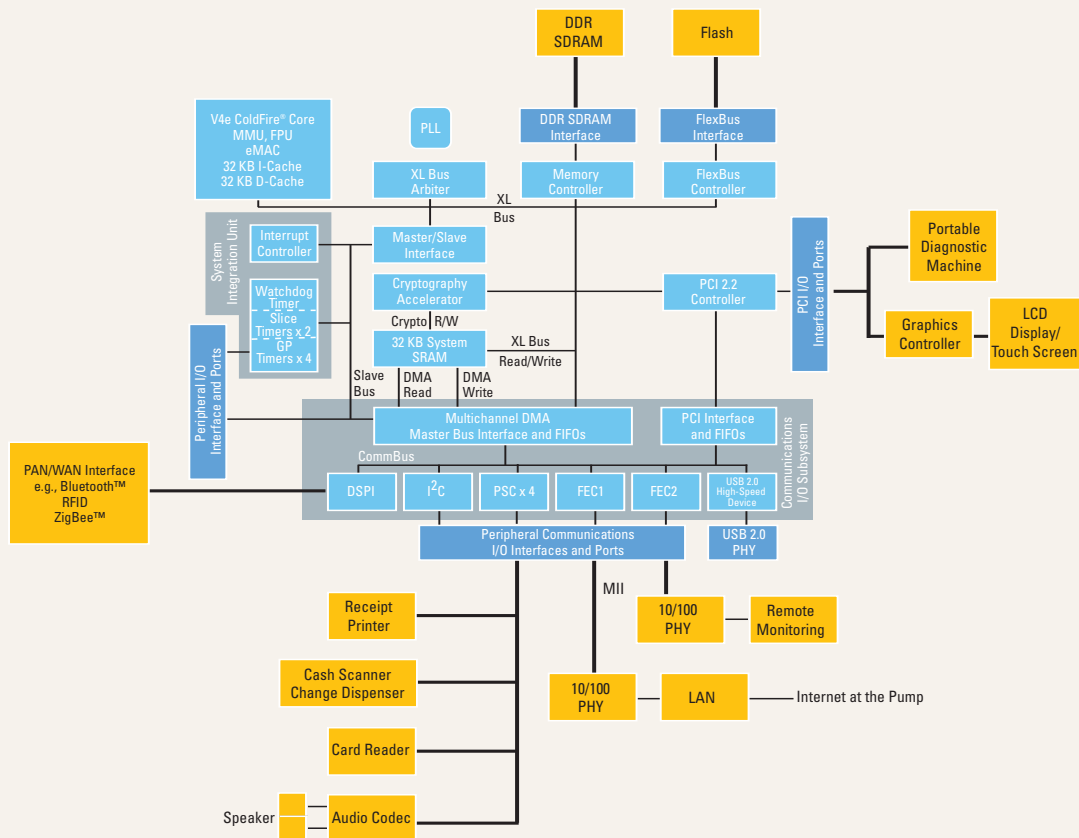 DDR
SDRAM
Flash
V4e ColdFire® Core
MMU, FPU
eMAC
32 KB I-Cache
32 KB D-Cache
PLL
DDR SDRAM
Interface
FlexBus
Interface
XL Bus
Arbiter
Memory
Controller
FlexBus
Controller
XL
Bus
System
Integration Unit
Interrupt
Controller
Master/Slave
Interface
Portable
Diagnostic
Machine
Watchdog
Timer
Slice
Timers x 2
GP
Timers x 4
Cryptography
Accelerator
PCI 2.2
Controller
PCI I/O
Interface and Ports
Graphics
Controller
LCD
Display/
Touch Screen
Crypto R/W
32 KB System
SRAM
XL Bus
Read/Write
Peripheral I/O
Interface and Ports
Slave
Bus
DMA
Read
DMA
Write
Multichannel DMA
Master Bus Interface and FIFOs
PCI Interface
and FIFOs
Communications
I/O Subsystem
CommBus
PAN/WAN Interface
e.g., Bluetooth™
RFID
ZigBee™
DSPI
I2C
PSC x 4
FEC1
FEC2
USB 2.0
High-Speed
Device
Peripheral Communications
I/O Interfaces and Ports
USB 2.0
PHY
MII
Receipt
Printer
10/100
PHY
Remote
Monitoring
Cash Scanner
Change Dispenser
10/100
PHY
LAN
Internet at the Pump
Card Reader
Speaker
Audio Codec